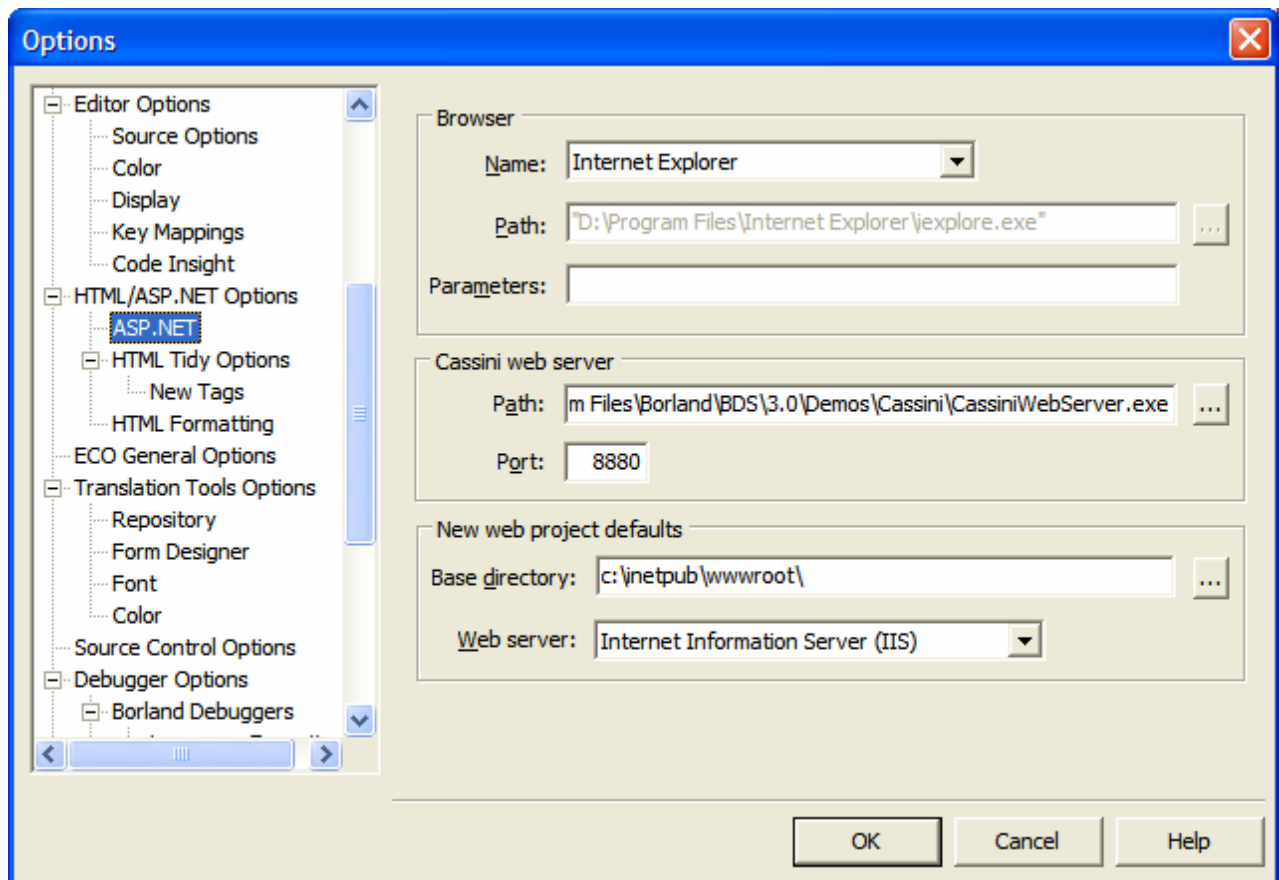 Options
Editor Options
Source Options
Color
Display
Key Mappings
Code Insight
HTML/ASP.NET Options
ASP.NET
HTML Tidy Options
New Tags
HTML Formatting
ECO General Options
Translation Tools Options
Repository
Form Designer
Font
Color
Source Control Options
Debugger Options
Borland Debuggers
Browser
Name: Internet Explorer
Path: "D:\Program Files\Internet Explorer\iexplore.exe" ...
Parameters:
Cassini web server
Path: m Files\Borland\BDS\3.0\Demos\Cassini\CassiniWebServer.exe ...
Port: 8880
New web project defaults
Base directory: c:\inetpub\wwwroot\ ...
Web server: Internet Information Server (IIS)
OK Cancel Help